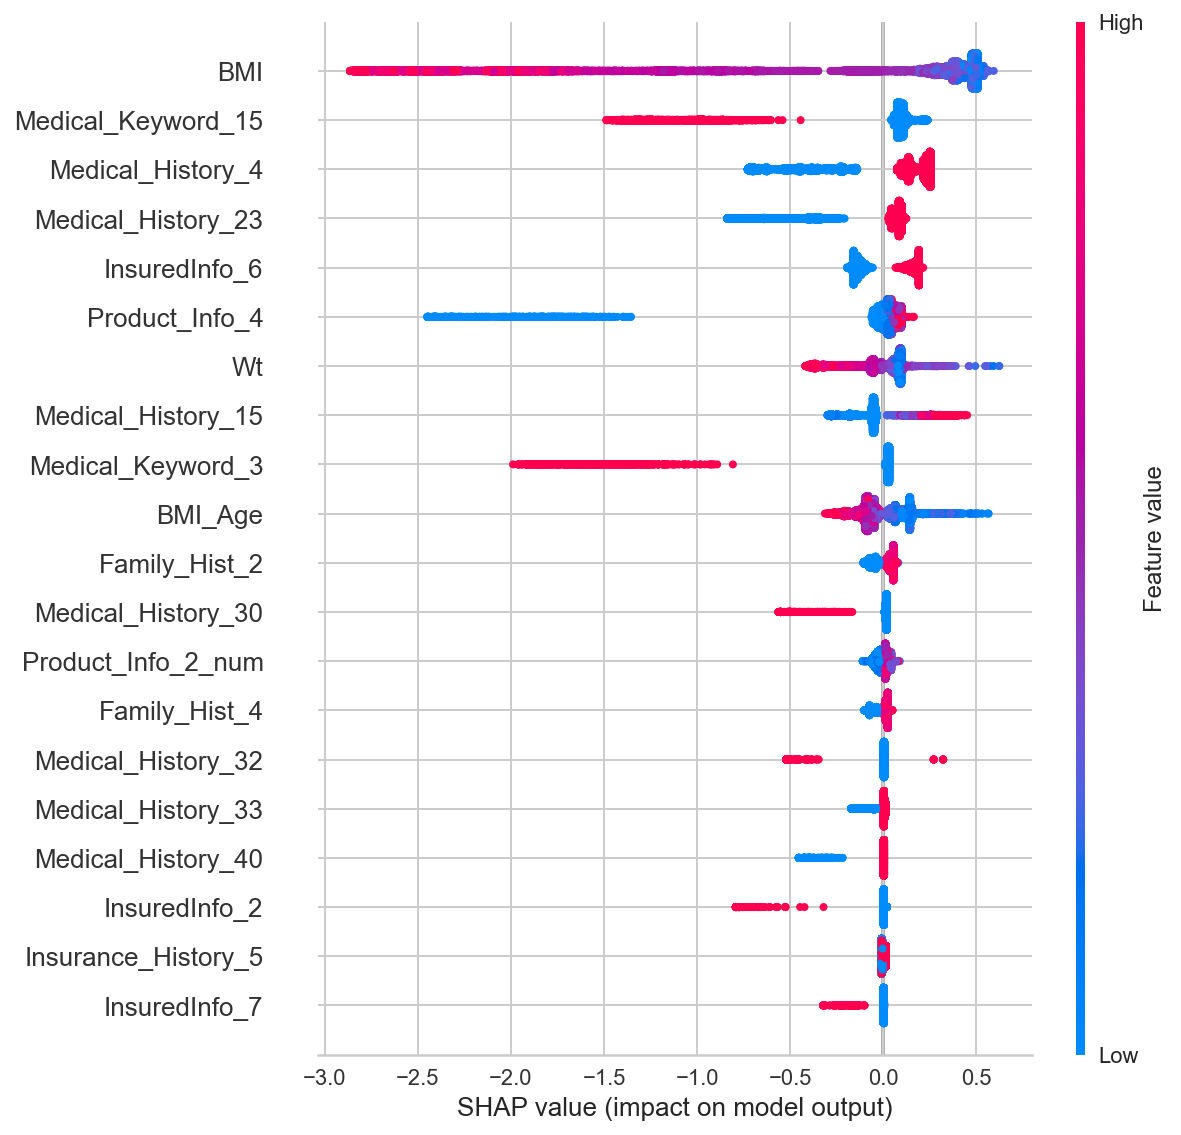 High
BMI
Medical_Keyword_15
Medical_History_4
Medical_History_23
InsuredInfo_6
Product_Info_4
Wt
Medical_History_15
Medical_Keyword_3
BMI_Age
Family_Hist_2
Medical_History_30
Product_Info_2_num
Family_Hist_4
Medical_History_32
Medical_History_33
Medical_History_40
InsuredInfo_2
Insurance_History_5
InsuredInfo_7
Feature value
Low
−3.0 −2.5 −2.0 −1.5 −1.0 −0.5 0.0 0.5
SHAP value (impact on model output)